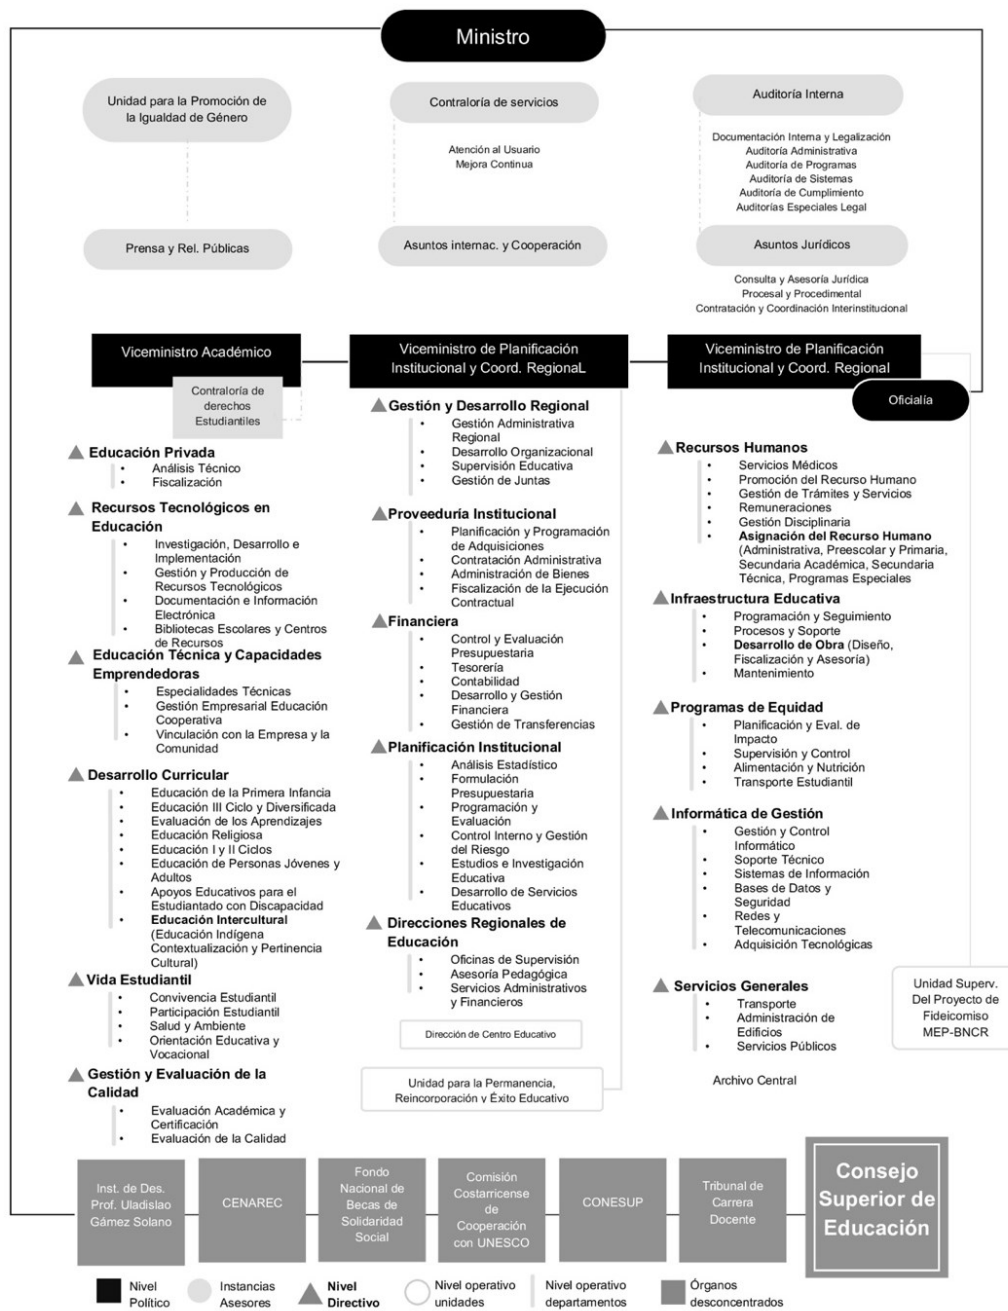 Ministro
Unidad para la Promoción de
la Igualdad de Género
Contraloría de servicios
Atención al Usuario
Mejora Continua
Auditoría Interna
Documentación Interna y Legalización
Auditoría Administrativa
Auditoría de Programas
Auditoría de Sistemas
Auditoría de Cumplimiento
Auditorías Especiales Legal
Prensa y Rel. Públicas
Asuntos internac. y Cooperación
Asuntos Jurídicos
Consulta y Asesoría Jurídica
Procesal y Procedimental
Contratación y Coordinación Interinstitucional
Viceministro Académico
Contraloría de
derechos
Estudiantiles
Educación Privada
• Análisis Técnico
• Fiscalización
Recursos Tecnológicos en
Educación
• Investigación, Desarrollo e
Implementación
• Gestión y Producción de
Recursos Tecnológicos
• Documentación e Información
Electrónica
• Bibliotecas Escolares y Centros
de Recursos
Educación Técnica y Capacidades
Emprendedoras
• Especialidades Técnicas
• Gestión Empresarial Educación
Cooperativa
• Vinculación con la Empresa y la
Comunidad
Desarrollo Curricular
• Educación de la Primera Infancia
• Educación III Ciclo y Diversificada
• Evaluación de los Aprendizajes
• Educación Religiosa
• Educación I y II Ciclos
• Educación de Personas Jóvenes y
Adultos
• Apoyos Educativos para el
Estudiantado con Discapacidad
• Educación Intercultural
(Educación Indígena
Contextualización y Pertinencia
Cultural)
Vida Estudiantil
• Convivencia Estudiantil
• Participación Estudiantil
• Salud y Ambiente
• Orientación Educativa y
Vocacional
Gestión y Evaluación de la
Calidad
• Evaluación Académica y
Certificación
• Evaluación de la Calidad
Viceministro de Planificación
Institucional y Coord. RegionaL
Gestión y Desarrollo Regional
• Gestión Administrativa
Regional
• Desarrollo Organizacional
• Supervisión Educativa
• Gestión de Juntas
Proveeduría Institucional
• Planificación y Programación
de Adquisiciones
• Contratación Administrativa
• Administración de Bienes
• Fiscalización de la Ejecución
Contractual
Financiera
• Control y Evaluación
Presupuestaria
• Tesorería
• Contabilidad
• Desarrollo y Gestión
Financiera
• Gestión de Transferencias
Planificación Institucional
• Análisis Estadístico
• Formulación
Presupuestaria
• Programación y
Evaluación
• Control Interno y Gestión
del Riesgo
• Estudios e Investigación
Educativa
• Desarrollo de Servicios
Educativos
Direcciones Regionales de
Educación
• Oficinas de Supervisión
• Asesoría Pedagógica
• Servicios Administrativos
y Financieros
Dirección de Centro Educativo
Unidad para la Permanencia,
Reincorporación y Éxito Educativo
Viceministro de Planificación
Institucional y Coord. Regional
Oficialía
Recursos Humanos
• Servicios Médicos
• Promoción del Recurso Humano
• Gestión de Trámites y Servicios
• Remuneraciones
• Gestión Disciplinaria
• Asignación del Recurso Humano
(Administrativa, Preescolar y Primaria,
Secundaria Académica, Secundaria
Técnica, Programas Especiales
Infraestructura Educativa
• Programación y Seguimiento
• Procesos y Soporte
• Desarrollo de Obra (Diseño,
Fiscalización y Asesoría)
• Mantenimiento
Programas de Equidad
• Planificación y Eval. de
Impacto
• Supervisión y Control
• Alimentación y Nutrición
• Transporte Estudiantil
Informática de Gestión
• Gestión y Control
Informático
• Soporte Técnico
• Sistemas de Información
• Bases de Datos y
Seguridad
• Redes y
Telecomunicaciones
• Adquisición Tecnológicas
Servicios Generales
• Transporte
• Administración de
Edificios
• Servicios Públicos
Archivo Central
Unidad Superv.
Del Proyecto de
Fideicomiso
MEP-BNCR
Inst. de Des.
Prof. Uladislao
Gámez Solano
CENAREC
Fondo
Nacional de
Becas de
Solidaridad
Social
Comisión
Costarricense
de
Cooperación
con UNESCO
CONESUP
Tribunal de
Carrera
Docente
Consejo
Superior de
Educación
Nivel
Político
Instancias
Asesores
Nivel
Directivo
Nivel operativo
unidades
Nivel operativo
departamentos
Órganos
desconcentrados